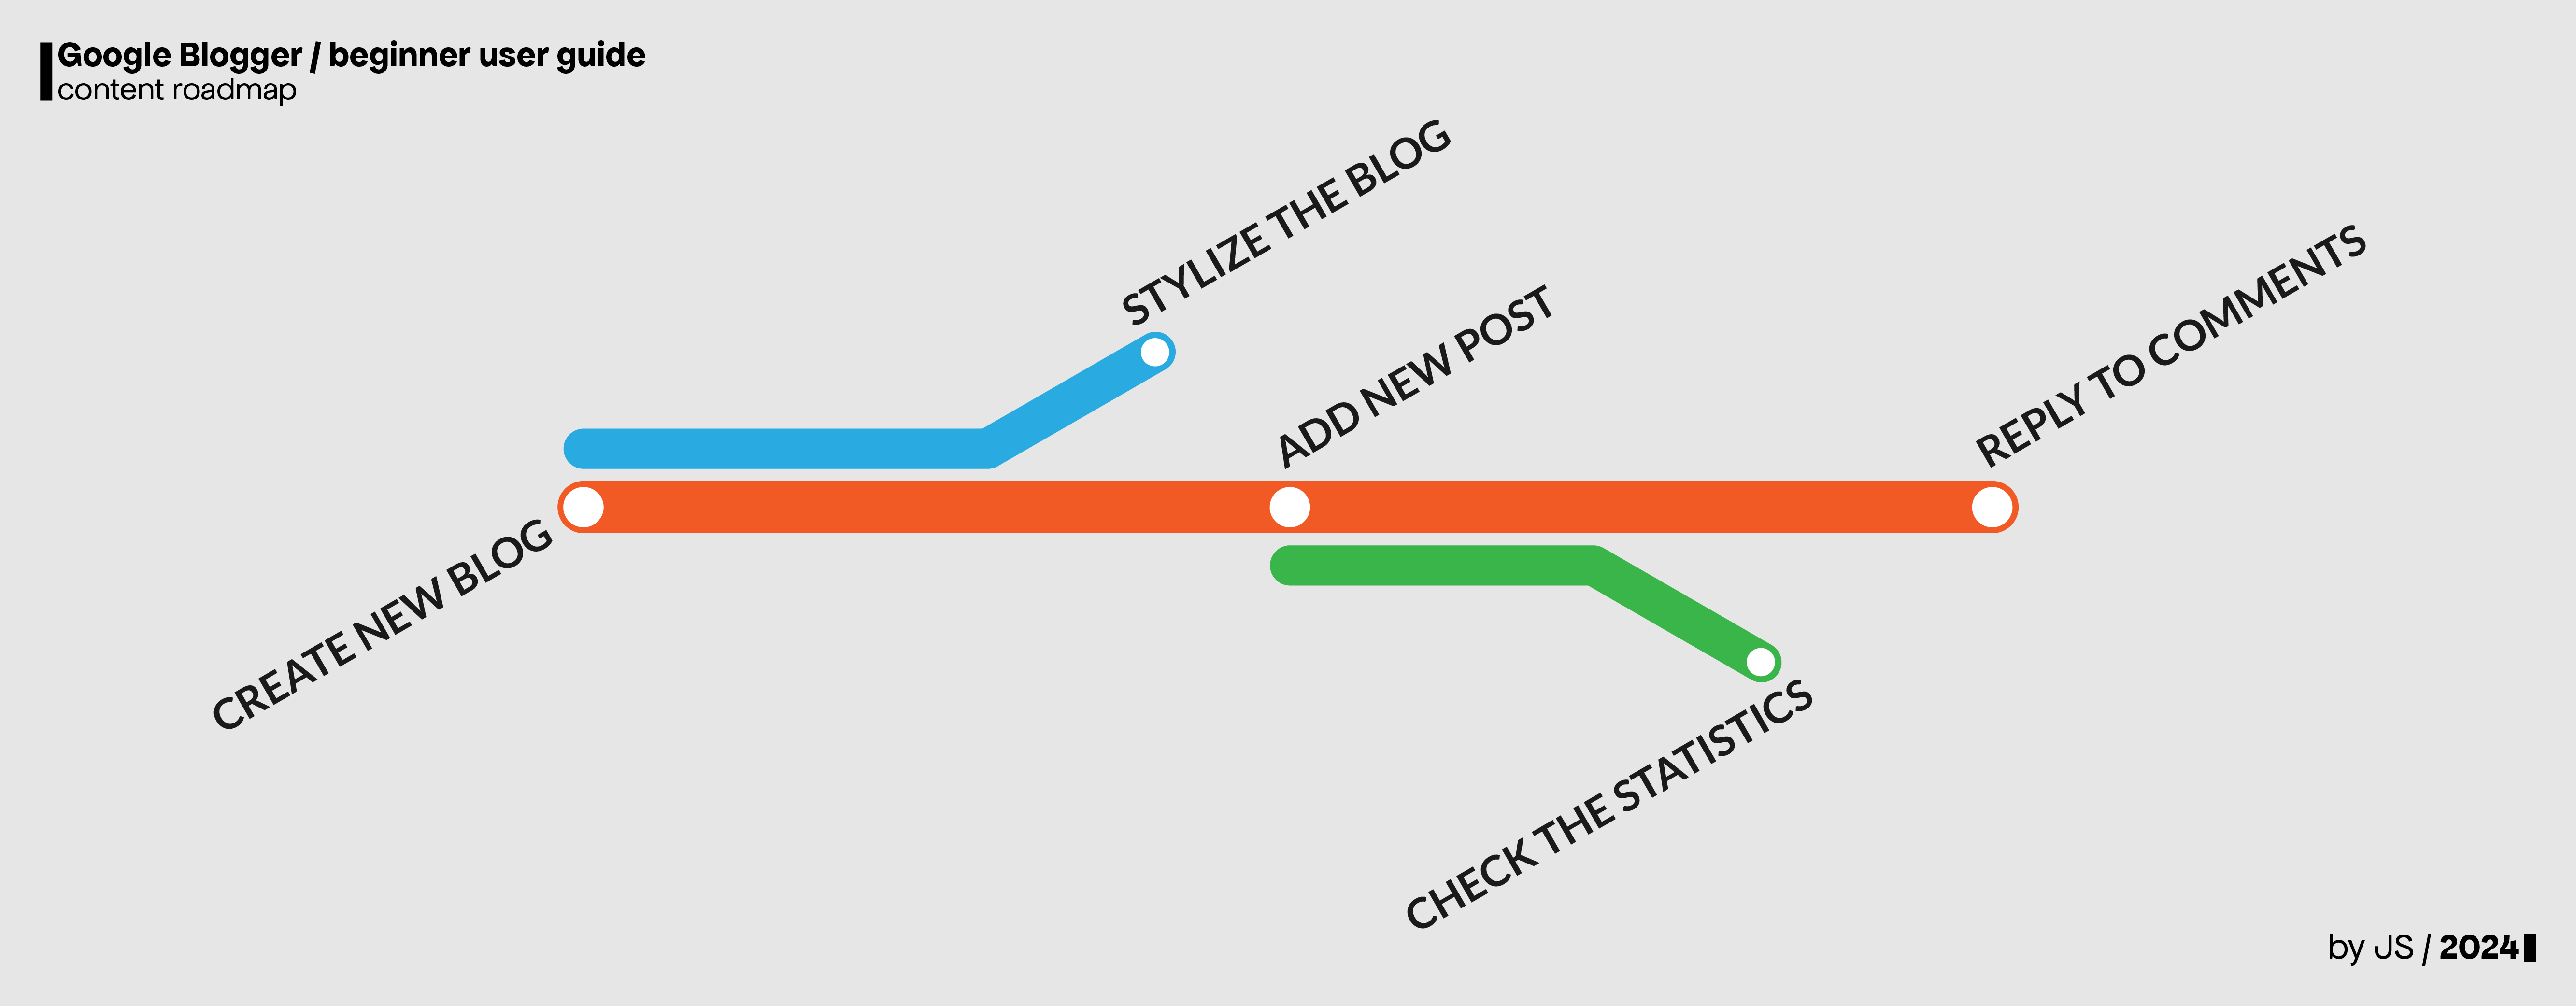 Google Blogger / beginner user guide
content roadmap
STYLIZE THE BLOG
ADD NEW POST
REPLY TO COMMENTS
CREATE NEW BLOG
CHECK THE STATISTICS
by JS / 2024